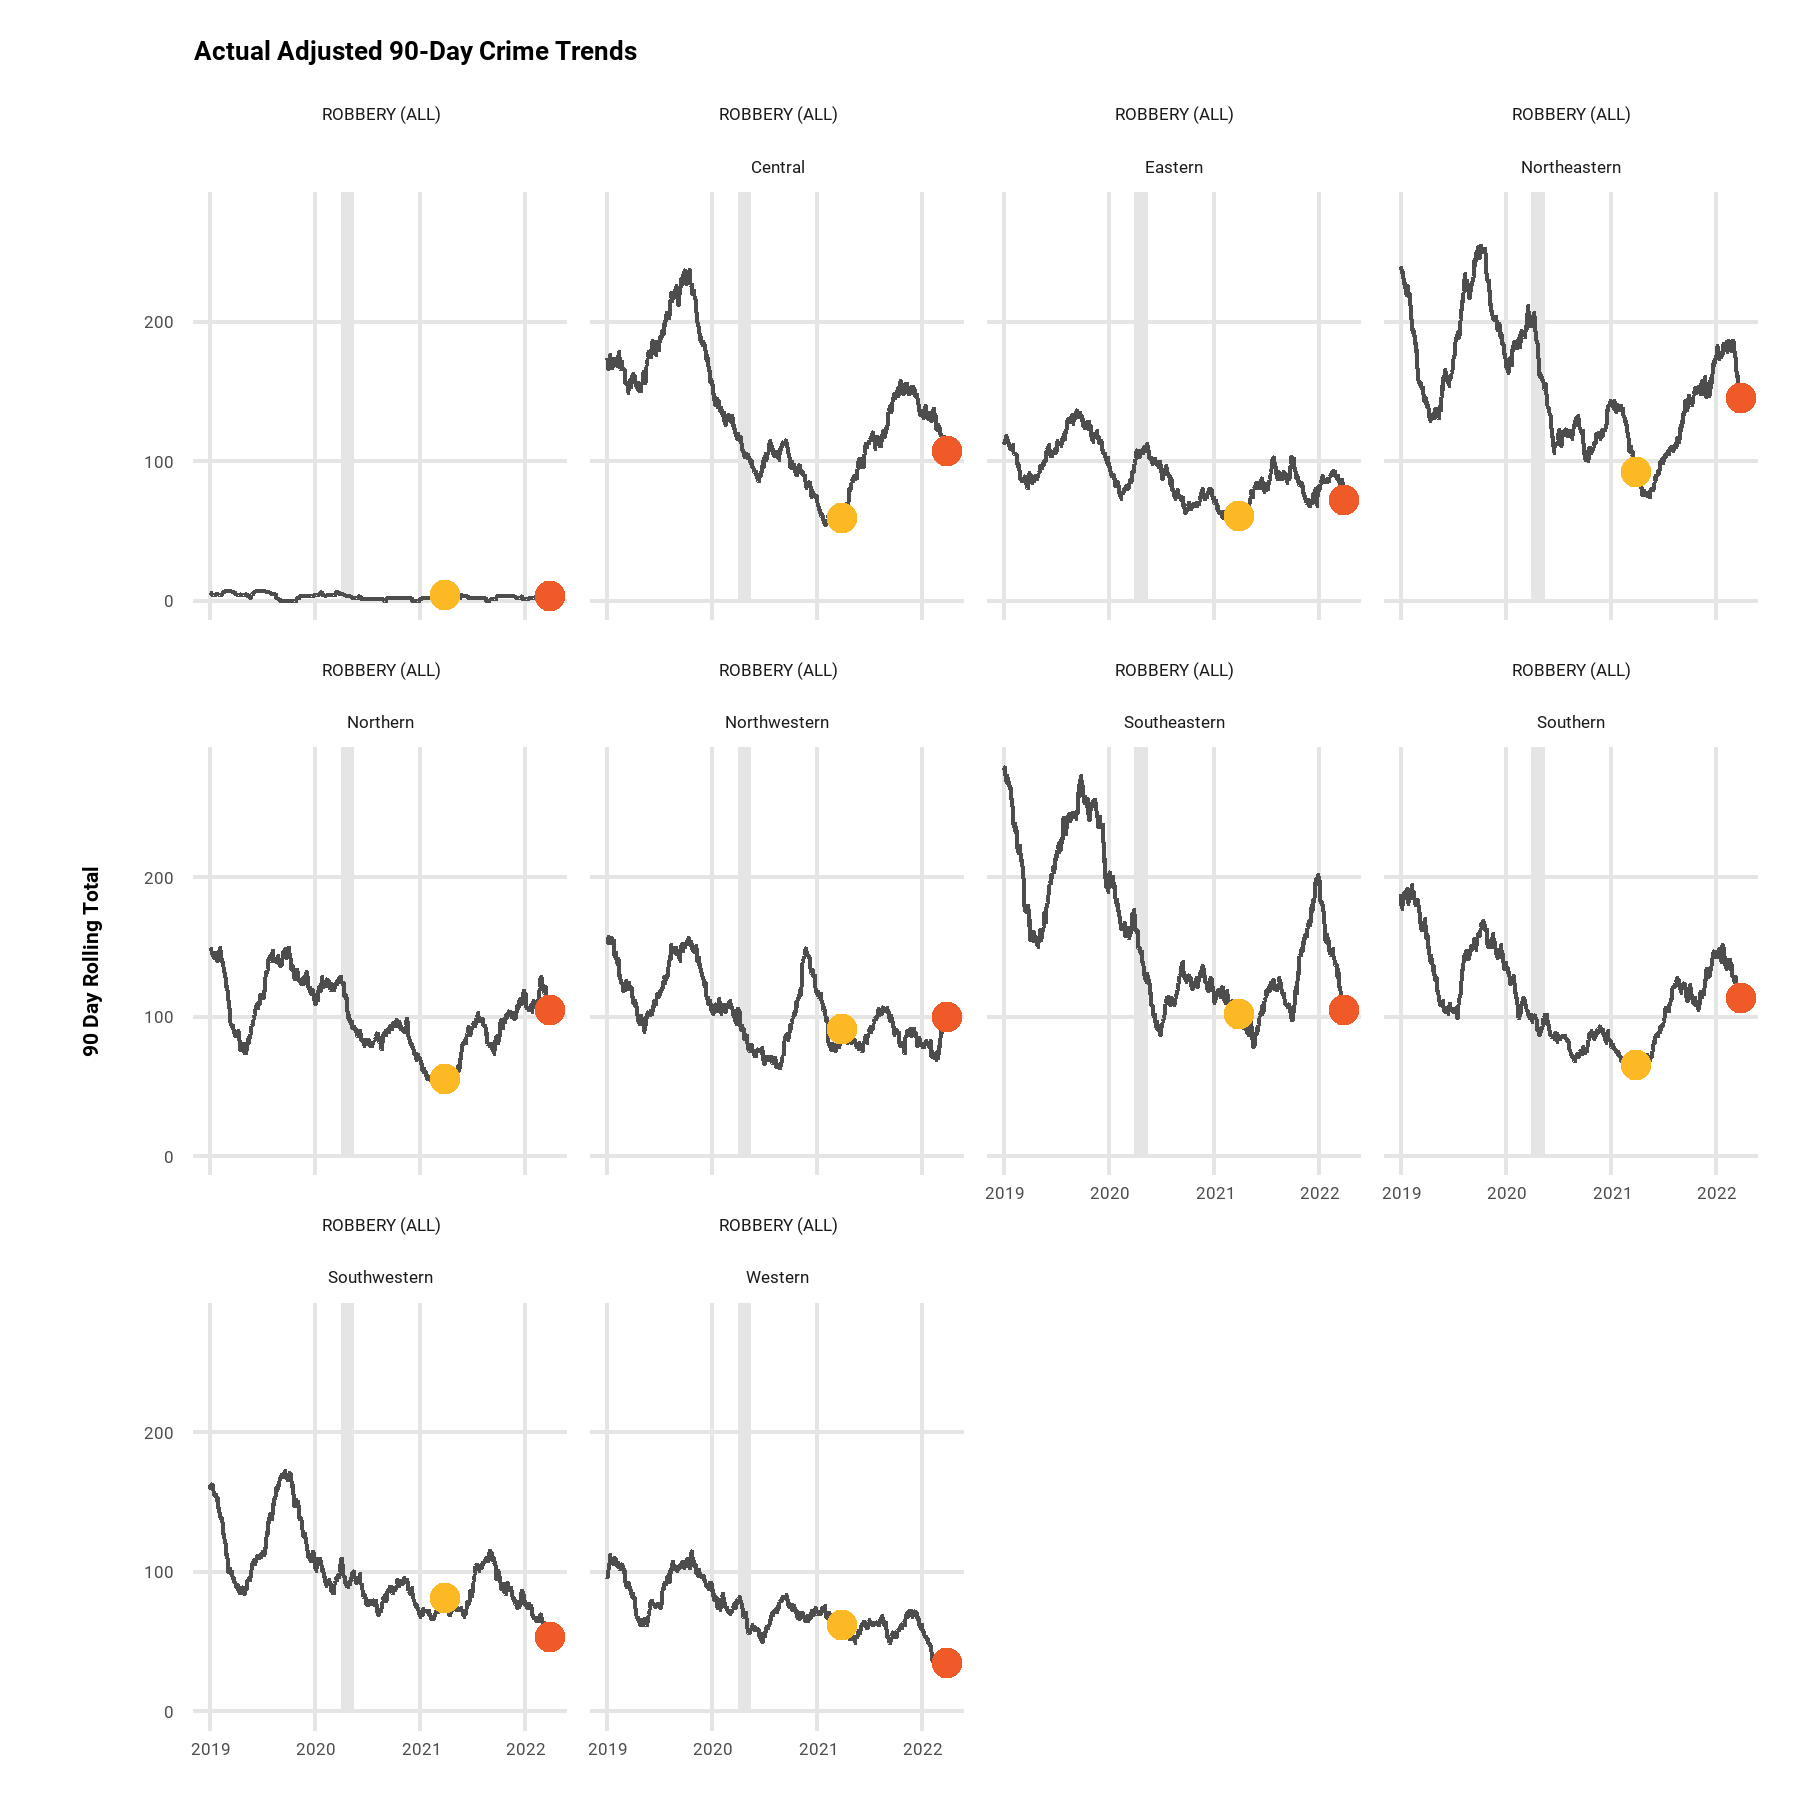 Actual Adjusted 90-Day Crime Trends
ROBBERY (ALL)
ROBBERY (ALL)
ROBBERY (ALL)
ROBBERY (ALL)
Central
Eastern
Northeastern
200
100
0
ROBBERY (ALL)
ROBBERY (ALL)
ROBBERY (ALL)
ROBBERY (ALL)
Northern
Northwestern
Southeastern
Southern
90 Day Rolling Total
200
100
0
2019 2020 2021 2022
2019 2020 2021 2022
ROBBERY (ALL)
ROBBERY (ALL)
Southwestern
Western
200
100
0
2019 2020 2021 2022
2019 2020 2021 2022